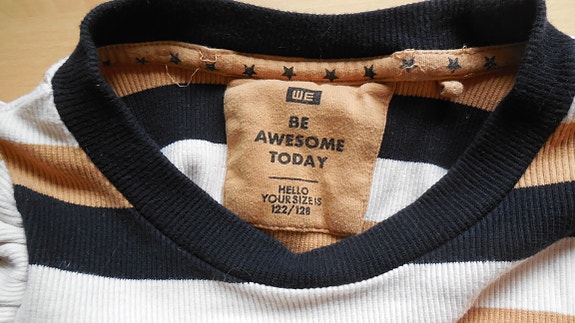 WE
BE
AWESOME
TODAY
HELLO
YOUR SIZE IS
122/128